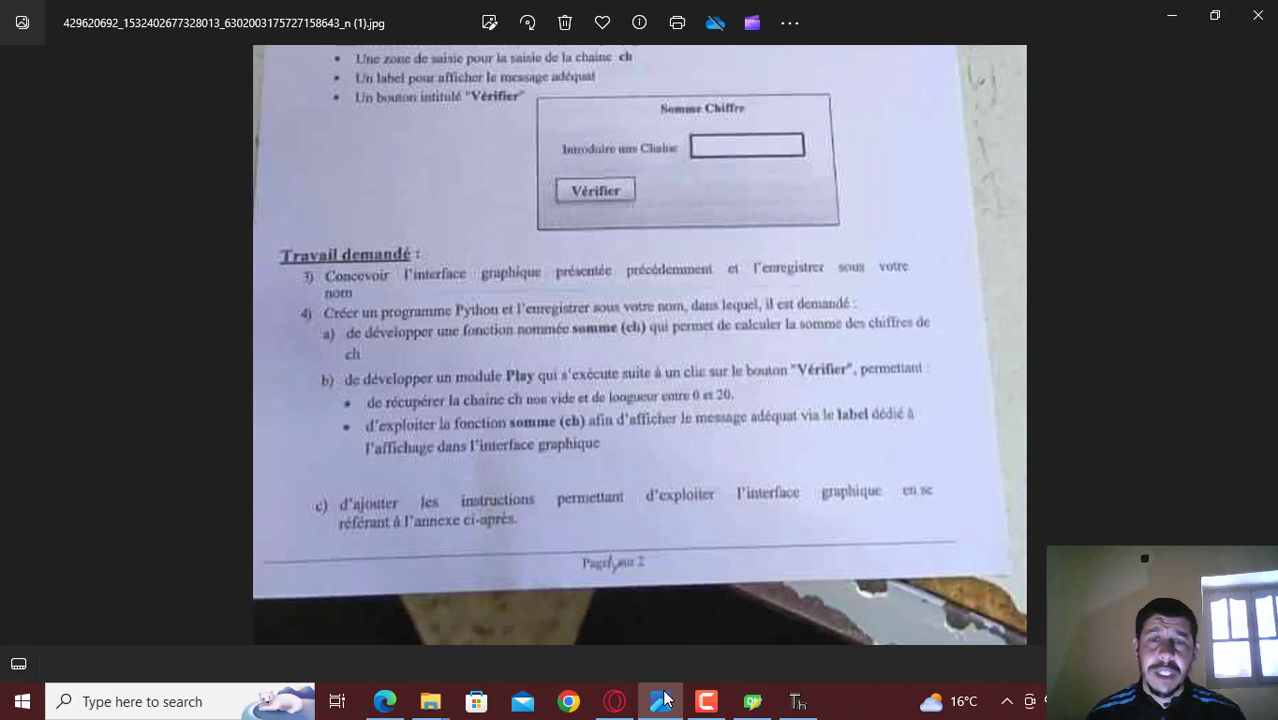 429620692_1532402677328013_6302003175727158643_n (1).jpg
• Une zone de saisie pour la saisie de la chaine ch
• Un label pour afficher le message adéquat
• Un bouton intitulé "Vérifier"
Somme Chiffre
Introduire une Chaine
Vérifier
Travail demandé :
3) Concevoir l'interface graphique présentée précédemment et l'enregistrer sous votre
nom
4) Créer un programme Python et l'enregistrer sous votre nom, dans lequel, il est demandé :
a) de développer une fonction nommée somme (ch) qui permet de calculer la somme des chiffres de
ch
b) de développer un module Play qui s'exécute suite à un clic sur le bouton "Vérifier", permettant :
• de récupérer la chaine ch non vide et de longueur entre 0 et 20.
• d'exploiter la fonction somme (ch) afin d'afficher le message adéquat via le label dédié à
l'affichage dans l'interface graphique
c) d'ajouter les instructions permettant d'exploiter l'interface graphique en se
référant à l'annexe ci-après.
2
Type here to search
Th
16°C